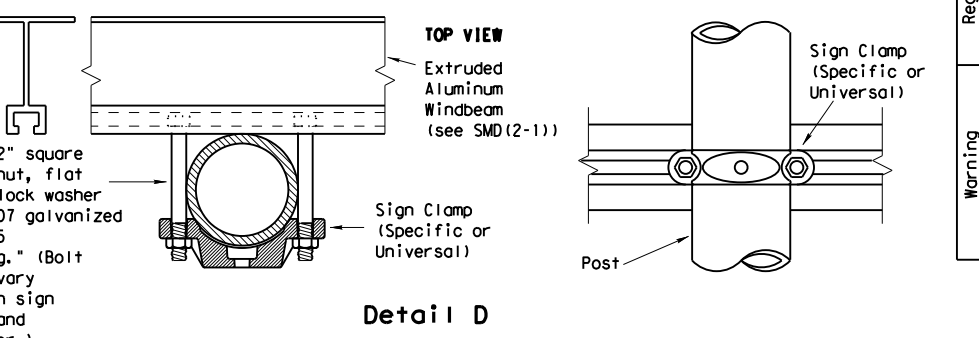 TOP VIEW
Extruded
Aluminum
Windbeam
(see SMD(2-1))
2" square
nut, flat
lock washer
07 galvanized
g." (Bolt
vary
sign
and
Sign Clamp
(Specific or
Universal)
Detail D
Sign Clamp
(Specific or
Universal)
Post
Reg
Warning